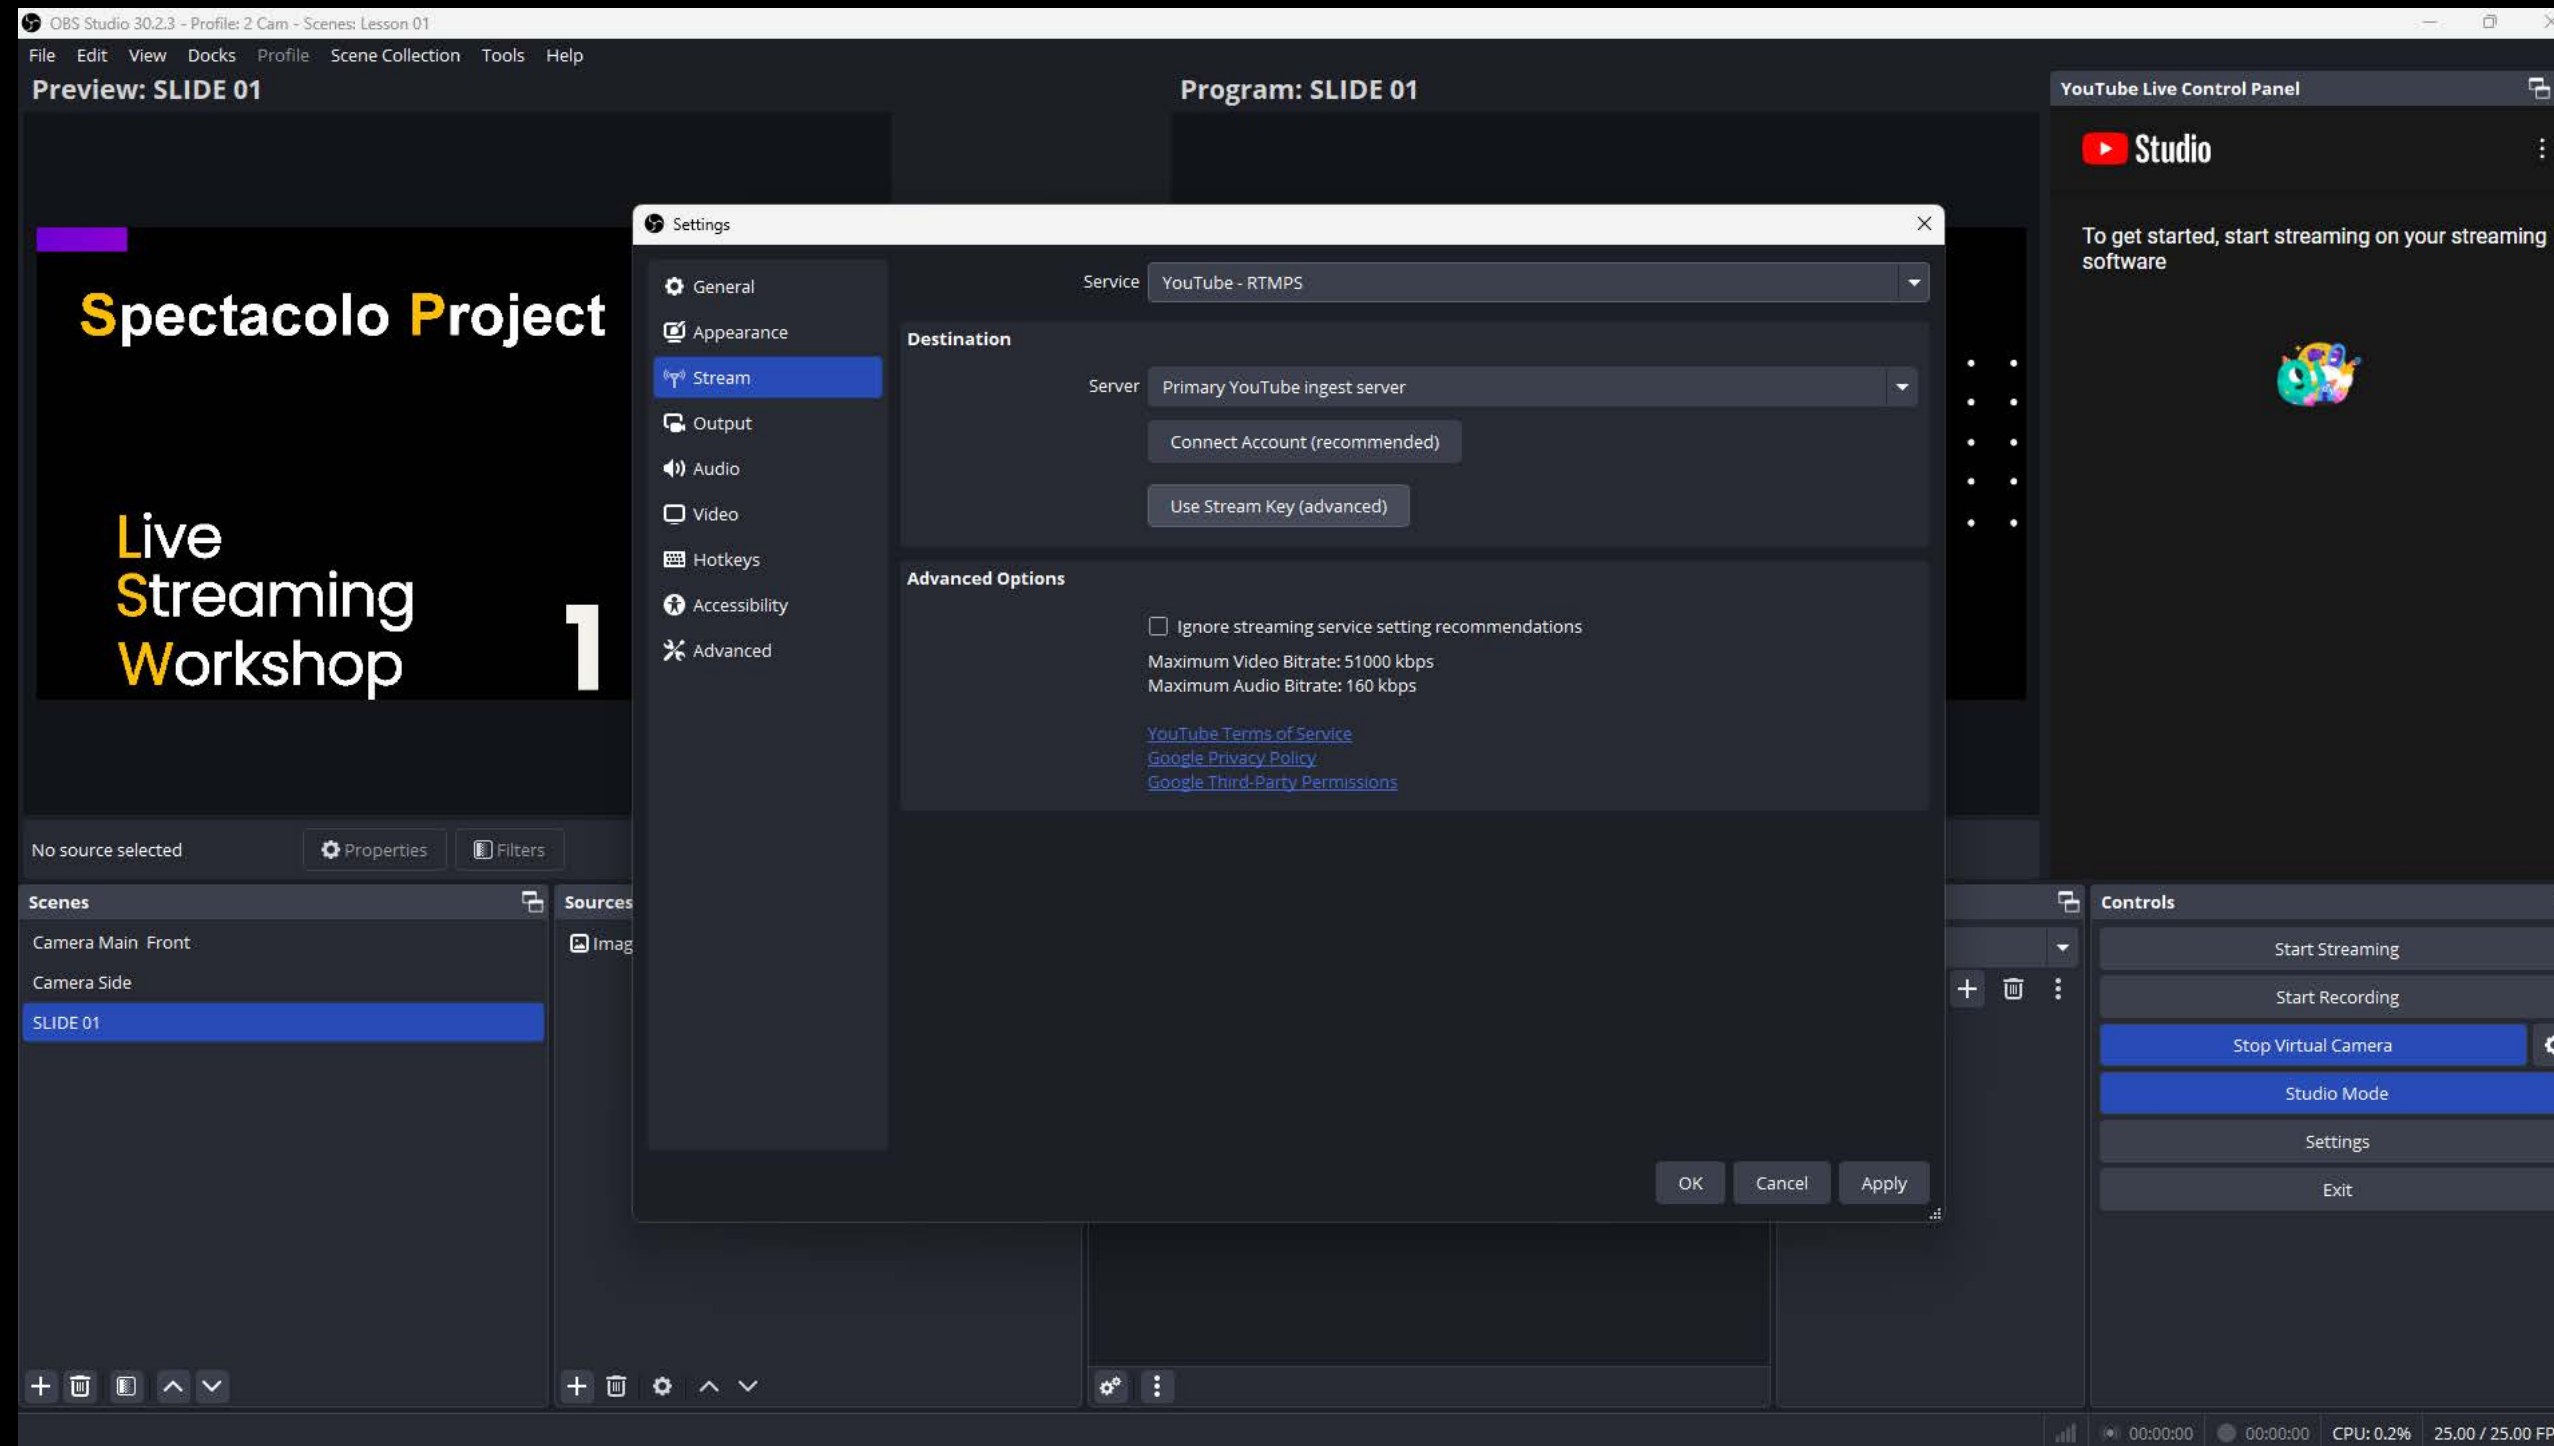 OBS Studio 30.2.3 - Profile: 2 Cam - Scenes: Lesson 01
File Edit View Docks Profile Scene Collection Tools Help
Preview: SLIDE 01
Program: SLIDE 01
YouTube Live Control Panel
Studio
To get started, start streaming on your streaming
software
Spectacolo Project
Live
Streaming
Workshop
1
Settings
General
Appearance
Stream
Output
Audio
Video
Hotkeys
Accessibility
Advanced
Service YouTube - RTMPS
Destination
Server Primary YouTube ingest server
Connect Account (recommended)
Use Stream Key (advanced)
Advanced Options
Ignore streaming service setting recommendations
Maximum Video Bitrate: 51000 kbps
Maximum Audio Bitrate: 160 kbps
YouTube Terms of Service
Google Privacy Policy
Google Third-Party Permissions
OK Cancel Apply
No source selected Properties Filters
Scenes
Camera Main Front
Camera Side
SLIDE 01
Sources
Imag
Controls
Start Streaming
Start Recording
Stop Virtual Camera
Studio Mode
Settings
Exit
00:00:00 00:00:00 CPU: 0.2% 25.00 / 25.00 FP